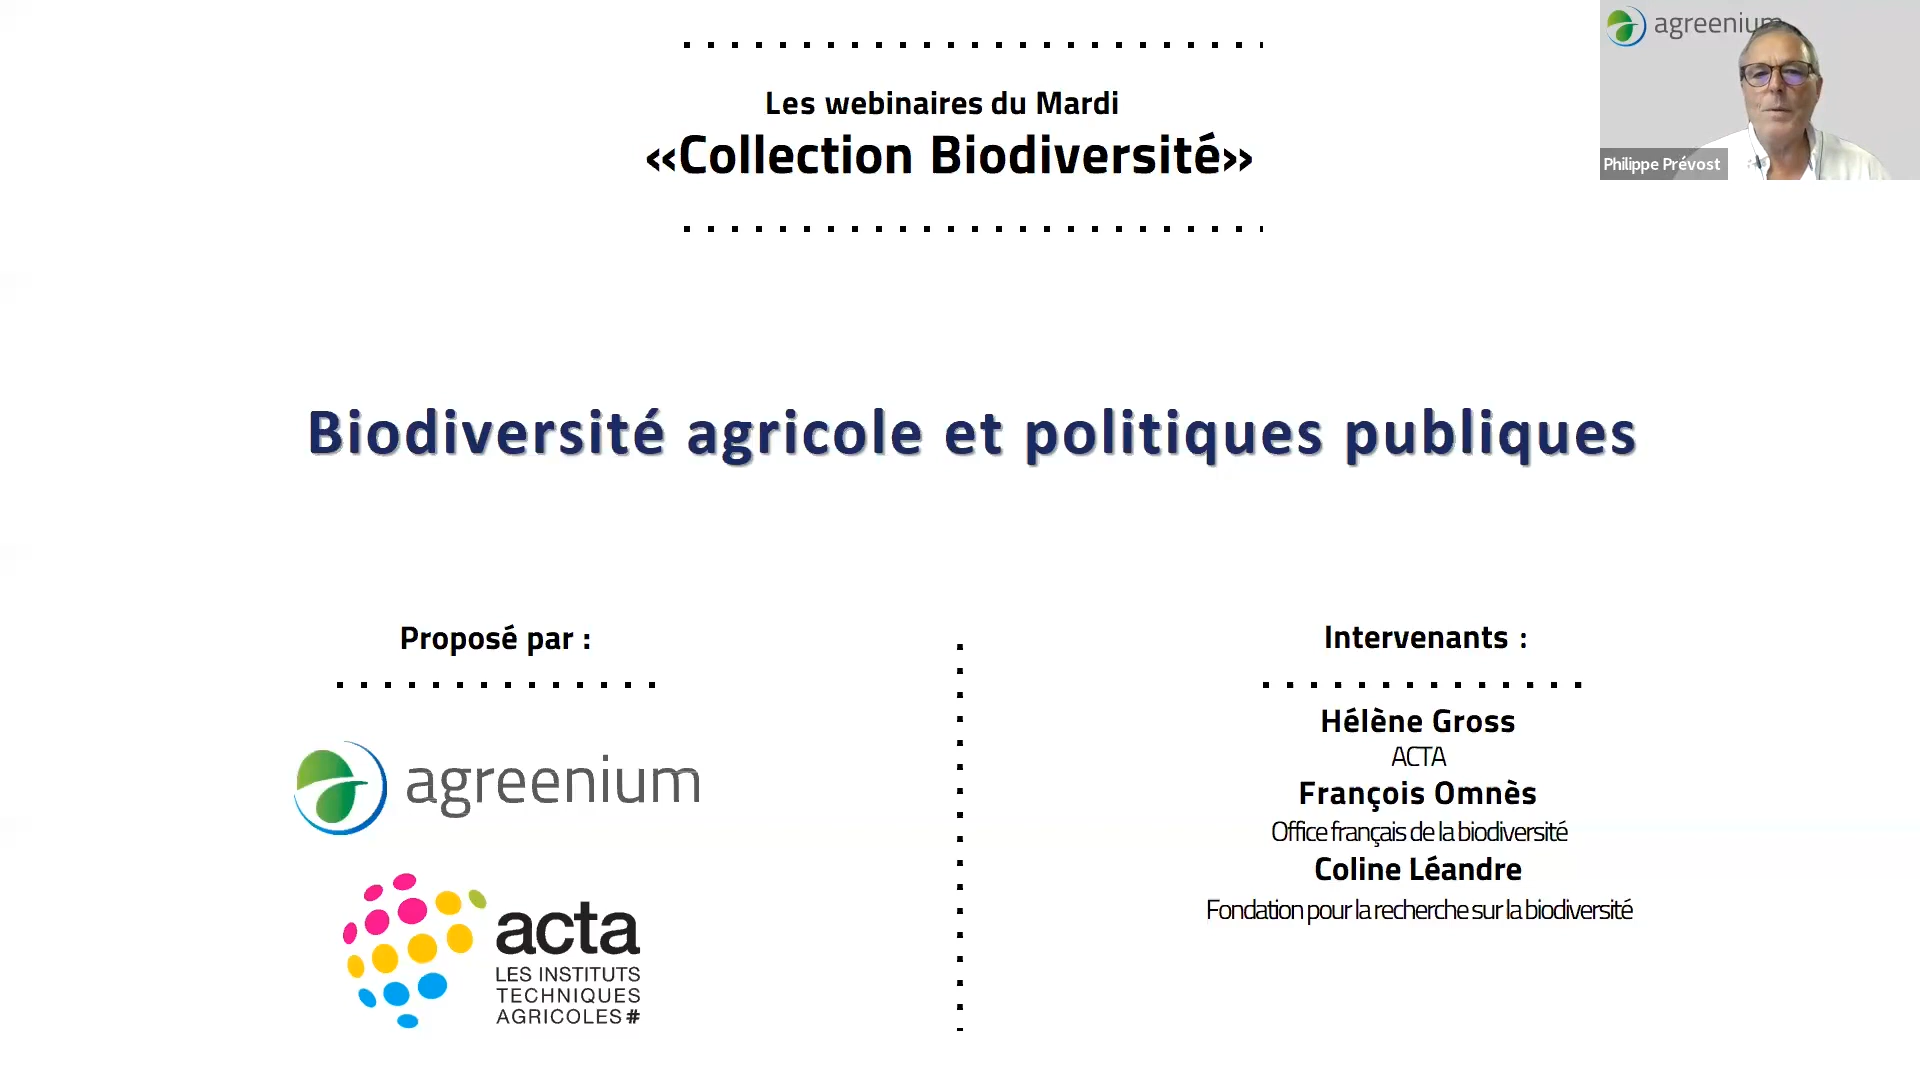 Les webinaires du Mardi
«Collection Biodiversité»
agreenium
Philippe Prévost
Biodiversité agricole et politiques publiques
Proposé par :
agreenium
acta
LES INSTITUTS
TECHNIQUES
AGRICOLES#
Intervenants :
Hélène Gross
ACTA
François Omnès
Office français de la biodiversité
Coline Léandre
Fondation pour la recherche sur la biodiversité